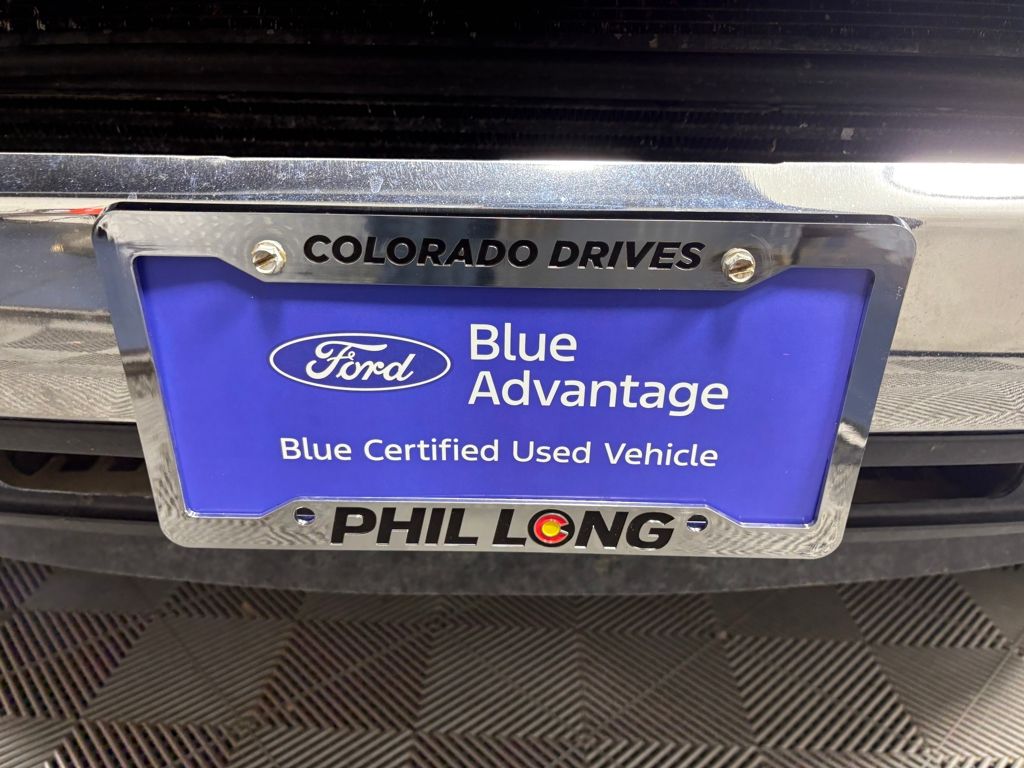 COLORADO DRIVES
Ford
Blue
Advantage
Blue Certified Used Vehicle
PHIL LONG